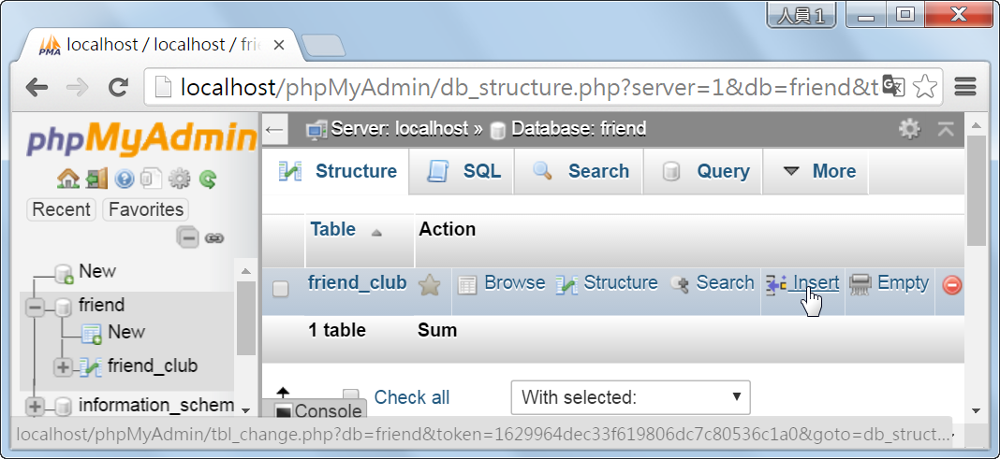 人員 1
PMA localhost / localhost / frie
localhost/phpMyAdmin/db_structure.php?server=1&db=friend&t
phpMyAdmin
Recent Favorites
New
friend
New
friend_club
information_schem
Server: localhost » Database: friend
Structure SQL Search Query More
Table Action
friend_club Browse Structure Search Insert Empty
1 table Sum
Check all With selected:
Console
localhost/phpMyAdmin/tbl_change.php?db=friend&token=1629964dec33f619806dc7c80536c1a0&goto=db_struct...